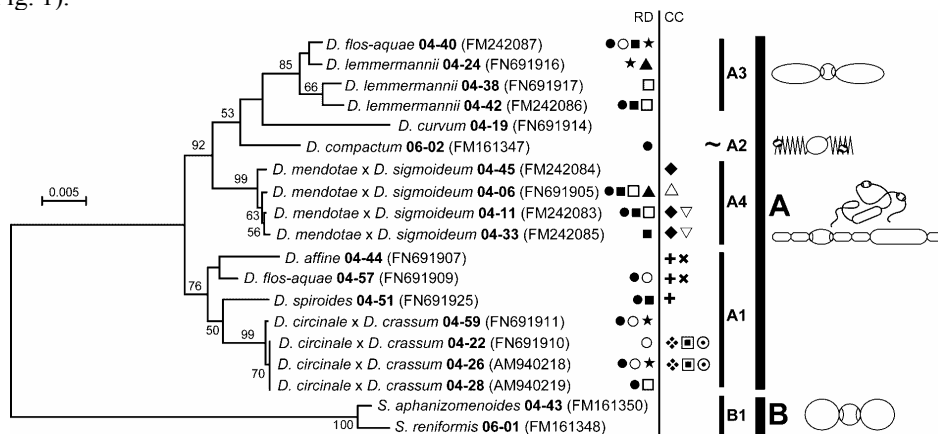 Fig. 1).
RD CC
85
D. flos-aquae 04-40 (FM242087)
D. lemmermannii 04-24 (FN691916)
66
D. lemmermannii 04-38 (FN691917)
D. lemmermannii 04-42 (FM242086)
A3
53
D. curvum 04-19 (FN691914)
D. compactum 06-02 (FM161347)
~ A2
92
99
D. mendotae x D. sigmoideum 04-45 (FM242084)
D. mendotae x D. sigmoideum 04-06 (FN691905)
63
D. mendotae x D. sigmoideum 04-11 (FM242083)
56
D. mendotae x D. sigmoideum 04-33 (FM242085)
A4
A
0.005
76
D. affine 04-44 (FN691907)
D. flos-aquae 04-57 (FN691909)
50
D. spiroides 04-51 (FN691925)
99
D. circinale x D. crassum 04-59 (FN691911)
D. circinale x D. crassum 04-22 (FN691910)
70
D. circinale x D. crassum 04-26 (AM940218)
D. circinale x D. crassum 04-28 (AM940219)
A1
100
S. aphanizomenoides 04-43 (FM161350)
S. reniformis 06-01 (FM161348)
B1
B